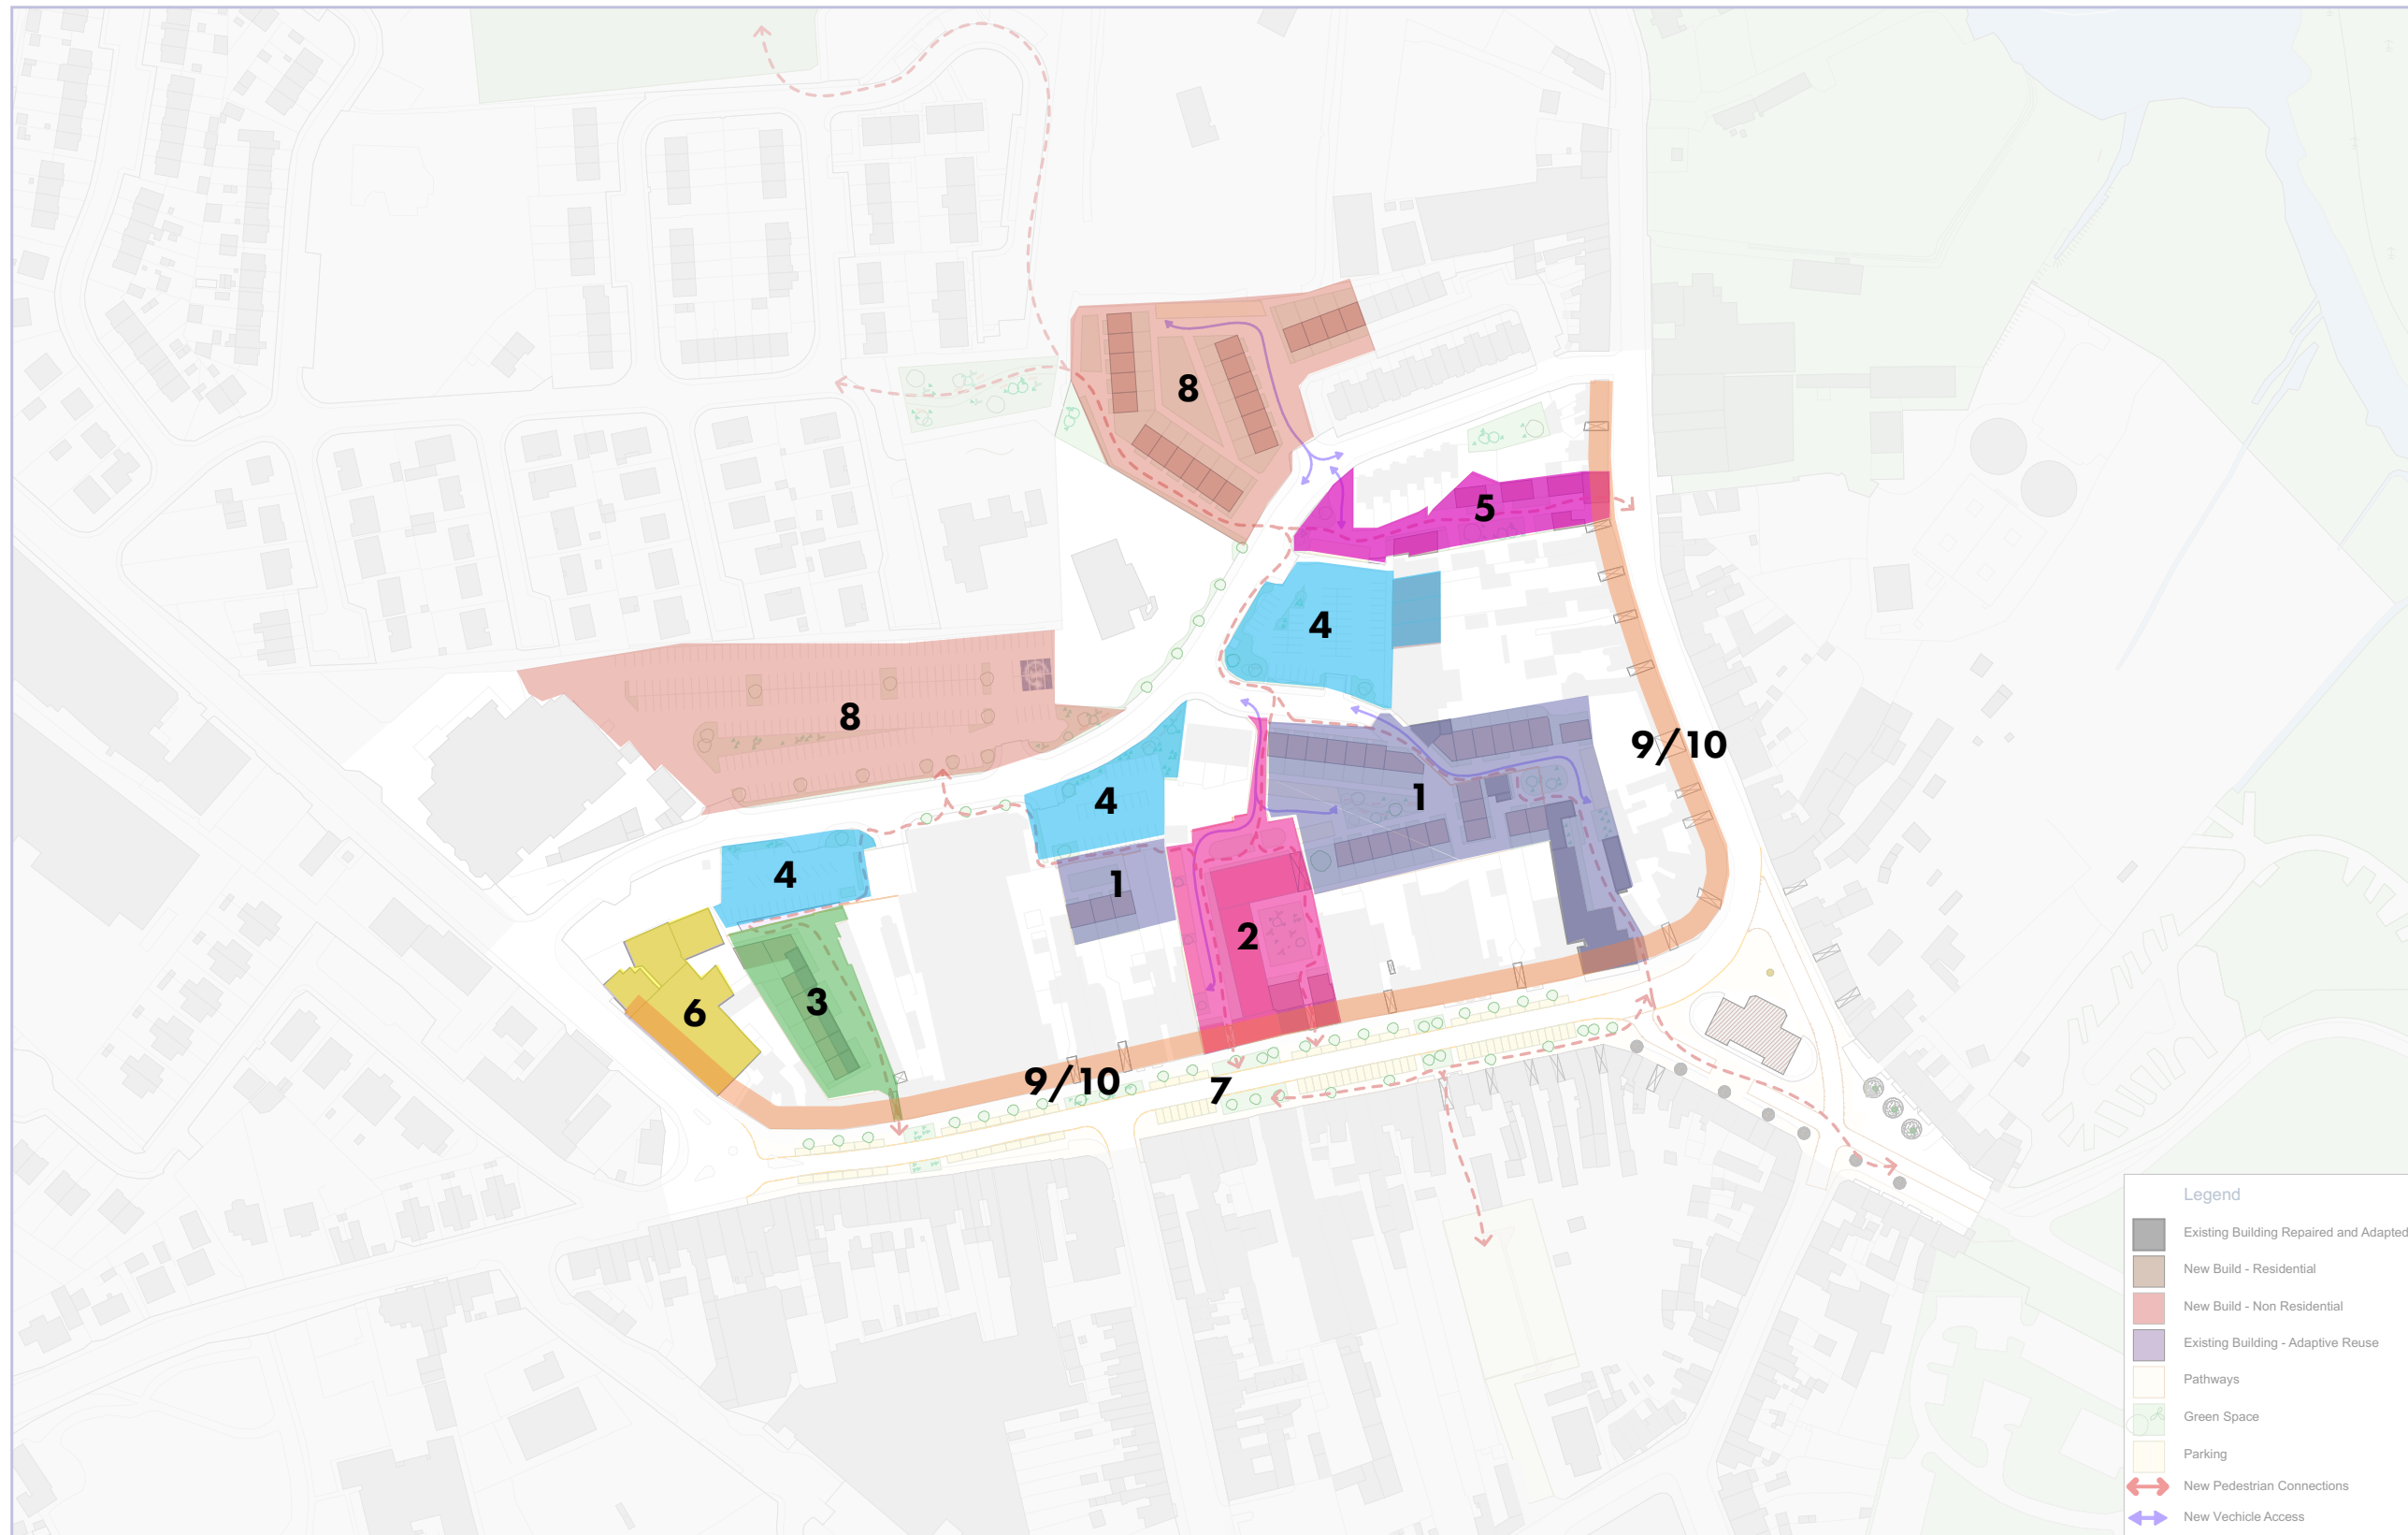 8
5
4
8
9/10
4
1
4
1
2
3
6
9/10
7
Legend
Existing Building Repaired and Adapted
New Build - Residential
New Build - Non Residential
Existing Building - Adaptive Reuse
Pathways
Green Space
Parking
New Pedestrian Connections
New Vechicle Access